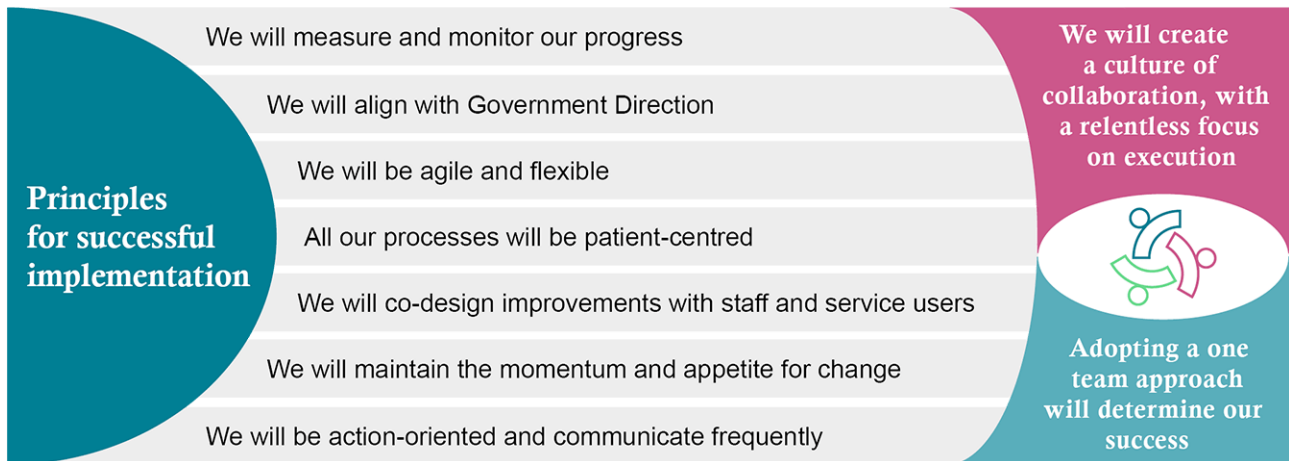 Principles
for successful
implementation
We will measure and monitor our progress
We will align with Government Direction
We will be agile and flexible
All our processes will be patient-centred
We will co-design improvements with staff and service users
We will maintain the momentum and appetite for change
We will be action-oriented and communicate frequently
We will create
a culture of
collaboration, with
a relentless focus
on execution
Adopting a one
team approach
will determine our
success